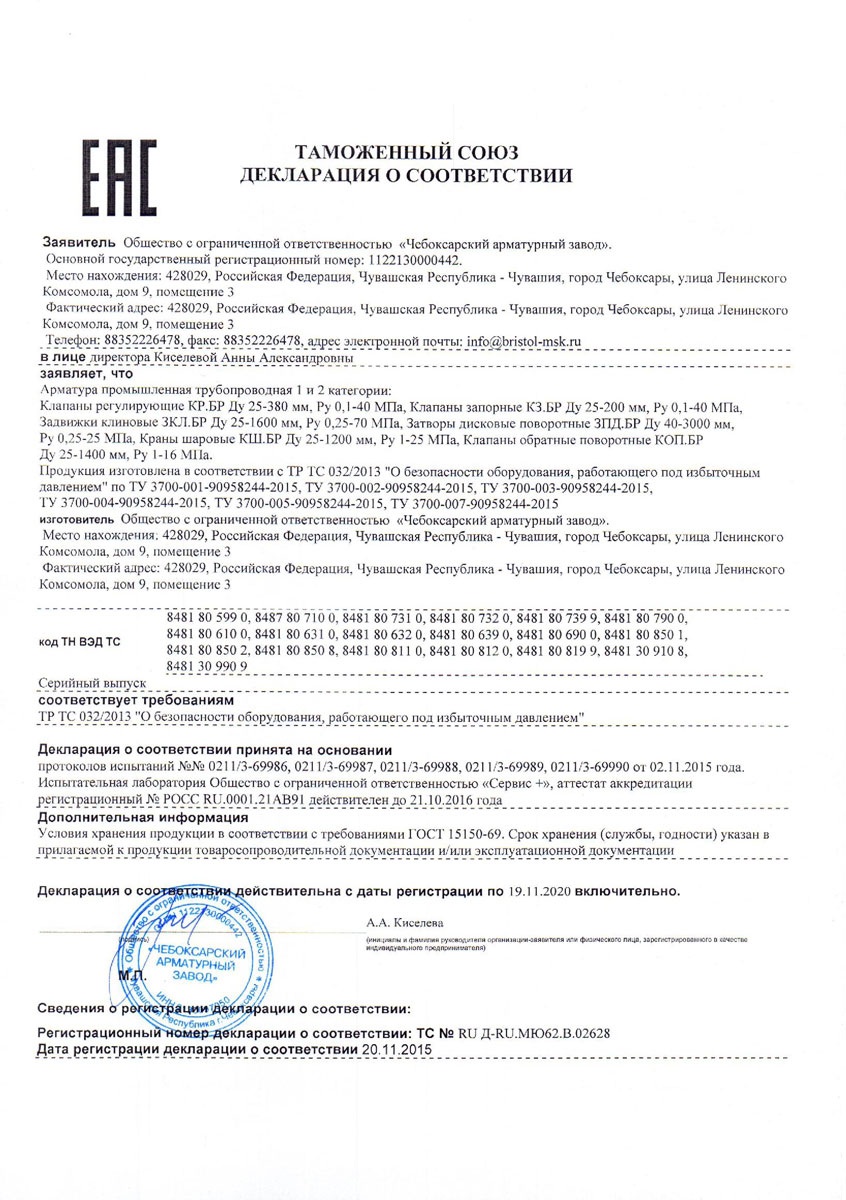 ЕАС
ТАМОЖЕННЫЙ СОЮЗ
ДЕКЛАРАЦИЯ О СООТВЕТСТВИИ
Заявитель Общество с ограниченной ответственностью «Чебоксарский арматурный завод».
Основной государственный регистрационный номер: 1122130000442.
Место нахождения: 428029, Российская Федерация, Чувашская Республика - Чувашия, город Чебоксары, улица Ленинского
Комсомола, дом 9, помещение 3
Фактический адрес: 428029, Российская Федерация, Чувашская Республика - Чувашия, город Чебоксары, улица Ленинского
Комсомола, дом 9, помещение 3
Телефон: 88352226478, факс: 88352226478, адрес электронной почты: info@bristol-msk.ru
в лице директора Киселевой Анны Александровны
заявляет, что
Арматура промышленная трубопроводная 1 и 2 категории:
Клапаны регулирующие КР.БР Ду 25-380 мм, Ру 0,1-40 МПа, Клапаны запорные КЗ.БР Ду 25-200 мм, Ру 0,1-40 МПа,
Задвижки клиновые ЗКЛ.БР Ду 25-1600 мм, Ру 0,25-70 МПа, Затворы дисковые поворотные ЗПД.БР Ду 40-3000 мм,
Ру 0,25-25 МПа, Краны шаровые КШ.БР Ду 25-1200 мм, Ру 1-25 МПа, Клапаны обратные поворотные КОП.БР
Ду 25-1400 мм, Ру 1-16 МПа.
Продукция изготовлена в соответствии с ТР ТС 032/2013 "О безопасности оборудования, работающего под избыточным
давлением" по ТУ 3700-001-90958244-2015, ТУ 3700-002-90958244-2015, ТУ 3700-003-90958244-2015,
ТУ 3700-004-90958244-2015, ТУ 3700-005-90958244-2015, ТУ 3700-007-90958244-2015
изготовитель Общество с ограниченной ответственностью «Чебоксарский арматурный завод».
Место нахождения: 428029, Российская Федерация, Чувашская Республика - Чувашия, город Чебоксары, улица Ленинского
Комсомола, дом 9, помещение 3
Фактический адрес: 428029, Российская Федерация, Чувашская Республика - Чувашия, город Чебоксары, улица Ленинского
Комсомола, дом 9, помещение 3
код ТН ВЭД ТС
8481 80 599 0, 8487 80 710 0, 8481 80 731 0, 8481 80 732 0, 8481 80 739 9, 8481 80 790 0,
8481 80 610 0, 8481 80 631 0, 8481 80 632 0, 8481 80 639 0, 8481 80 690 0, 8481 80 850 1,
8481 80 850 2, 8481 80 850 8, 8481 80 811 0, 8481 80 812 0, 8481 80 819 9, 8481 30 910 8,
8481 30 990 9
Серийный выпуск
соответствует требованиям
ТР ТС 032/2013 "О безопасности оборудования, работающего под избыточным давлением"
Декларация о соответствии принята на основании
протоколов испытаний №№ 0211/3-69986, 0211/3-69987, 0211/3-69988, 0211/3-69989, 0211/3-69990 от 02.11.2015 года.
Испытательная лаборатория Общество с ограниченной ответственностью «Сервис +», аттестат аккредитации
регистрационный № РОСС RU.0001.21АВ91 действителен до 21.10.2016 года
Дополнительная информация
Условия хранения продукции в соответствии с требованиями ГОСТ 15150-69. Срок хранения (службы, годности) указан в
прилагаемой к продукции товаросопроводительной документации и/или эксплуатационной документации
Декларация о соответствии действительна с даты регистрации по 19.11.2020 включительно.
А.А. Киселева
(подпись)
(инициалы и фамилия руководителя организации-заявителя или физического лица, зарегистрированного в качестве
индивидуального предпринимателя)
М.П.
Общество с ограниченной ответственностью
1122130000442
«ЧЕБОКСАРСКИЙ
АРМАТУРНЫЙ
ЗАВОД»
ИНН
Чувашская Республика г.Чебоксары
Сведения о регистрации декларации о соответствии:
Регистрационный номер декларации о соответствии: ТС № RU Д-RU.МЮ62.В.02628
Дата регистрации декларации о соответствии 20.11.2015